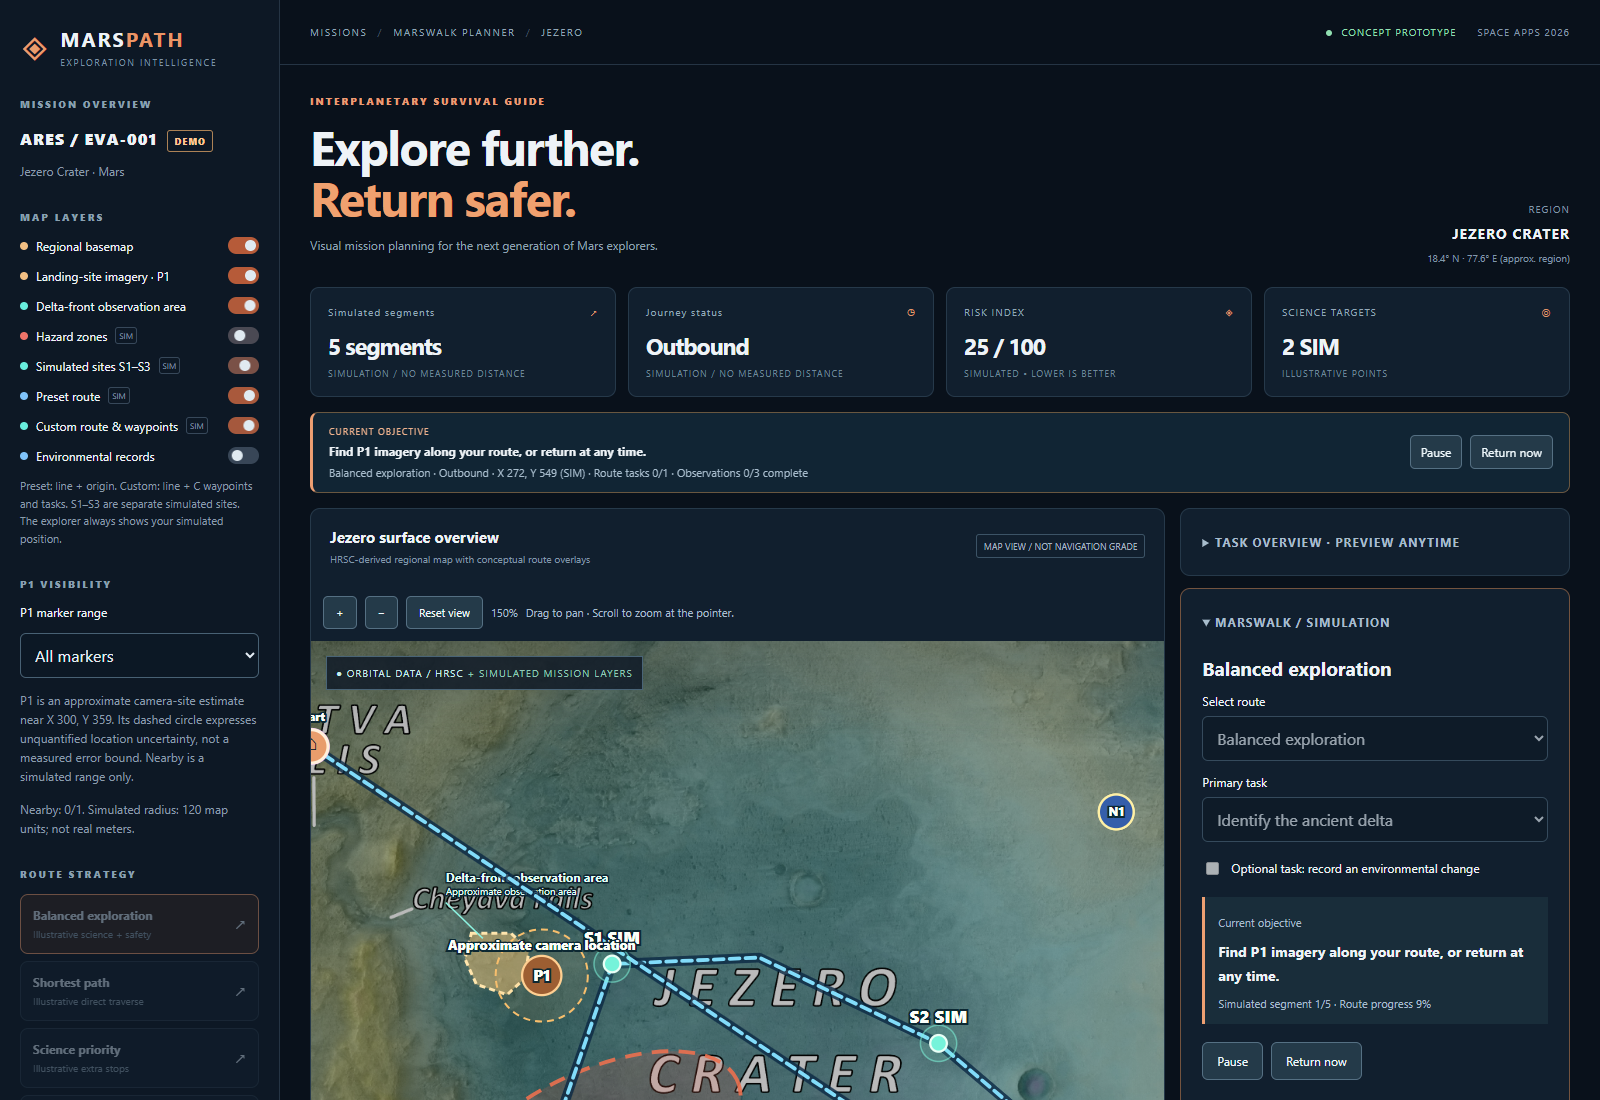 MARSPATH
EXPLORATION INTELLIGENCE
MISSION OVERVIEW
ARES / EVA-001 DEMO
Jezero Crater · Mars
MAP LAYERS
Regional basemap
Landing-site imagery · P1
Delta-front observation area
Hazard zones SIM
Simulated sites S1–S3 SIM
Preset route SIM
Custom route & waypoints SIM
Environmental records
Preset: line + origin. Custom: line + C waypoints
and tasks. S1–S3 are separate simulated sites.
The explorer always shows your simulated
position.
P1 VISIBILITY
P1 marker range
All markers
P1 is an approximate camera-site estimate
near X 300, Y 359. Its dashed circle expresses
unquantified location uncertainty, not a
measured error bound. Nearby is a
simulated range only.
Nearby: 0/1. Simulated radius: 120 map
units; not real meters.
ROUTE STRATEGY
Balanced exploration
Illustrative science + safety
Shortest path
Illustrative direct traverse
Science priority
Illustrative extra stops
MISSIONS / MARSWALK PLANNER / JEZERO
CONCEPT PROTOTYPE SPACE APPS 2026
INTERPLANETARY SURVIVAL GUIDE
Explore further.
Return safer.
Visual mission planning for the next generation of Mars explorers.
REGION
JEZERO CRATER
18.4° N · 77.6° E (approx. region)
Simulated segments
5 segments
SIMULATION / NO MEASURED DISTANCE
Journey status
Outbound
SIMULATION / NO MEASURED DISTANCE
RISK INDEX
25 / 100
SIMULATED • LOWER IS BETTER
SCIENCE TARGETS
2 SIM
ILLUSTRATIVE POINTS
CURRENT OBJECTIVE
Find P1 imagery along your route, or return at any time.
Balanced exploration · Outbound · X 272, Y 549 (SIM) · Route tasks 0/1 · Observations 0/3 complete
Pause Return now
Jezero surface overview
HRSC-derived regional map with conceptual route overlays
MAP VIEW / NOT NAVIGATION GRADE
+ − Reset view 150% Drag to pan · Scroll to zoom at the pointer.
ORBITAL DATA / HRSC + SIMULATED MISSION LAYERS
art
TVA
LIS
N1
Delta-front observation area
Approximate observation area
Cheyava Falls
S1 SIM
Approximate camera location
P1
JEZERO
S2 SIM
CRATER
TASK OVERVIEW · PREVIEW ANYTIME
MARSWALK / SIMULATION
Balanced exploration
Select route
Balanced exploration
Primary task
Identify the ancient delta
Optional task: record an environmental change
Current objective
Find P1 imagery along your route, or return at
any time.
Simulated segment 1/5 · Route progress 9%
Pause Return now